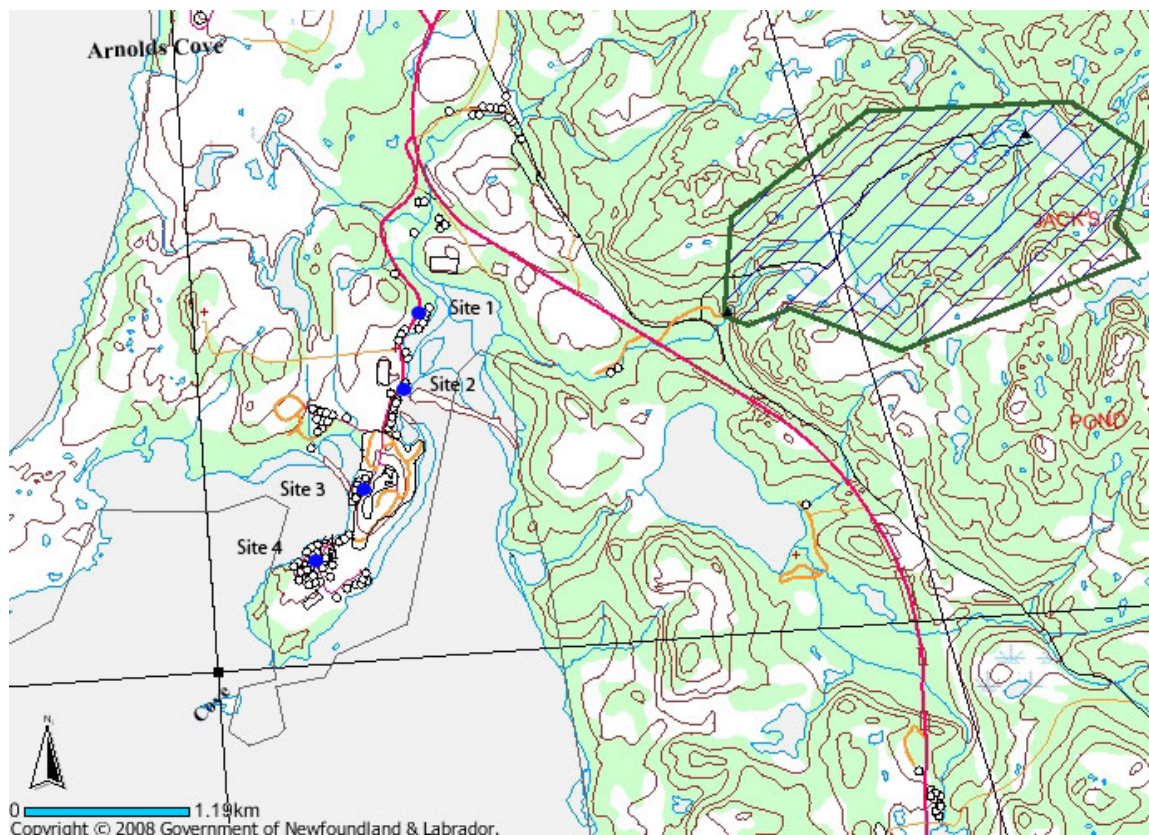 Arnolds Cove
JACK'S
Site 1
Site 2
POND
Site 3
Site 4
Cove
N
0 1.19km
Copyright © 2008 Government of Newfoundland & Labrador.